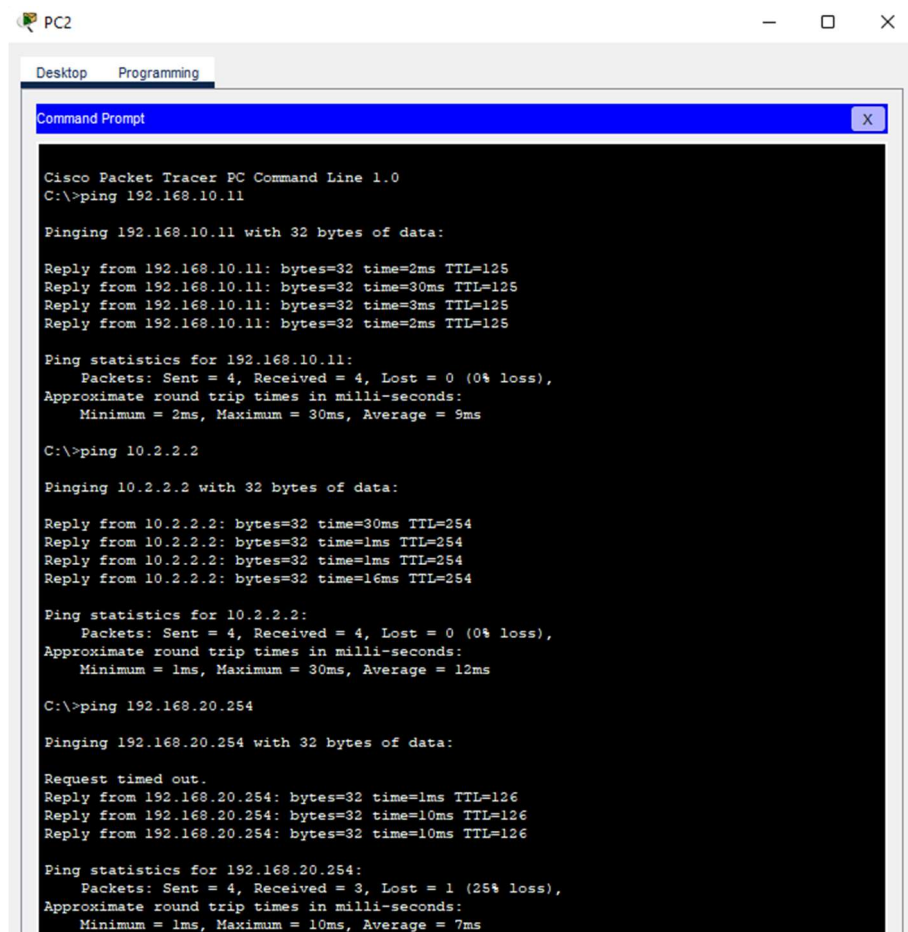 PC2
Desktop Programming
Command Prompt X
Cisco Packet Tracer PC Command Line 1.0
C:\>ping 192.168.10.11
Pinging 192.168.10.11 with 32 bytes of data:
Reply from 192.168.10.11: bytes=32 time=2ms TTL=125
Reply from 192.168.10.11: bytes=32 time=30ms TTL=125
Reply from 192.168.10.11: bytes=32 time=3ms TTL=125
Reply from 192.168.10.11: bytes=32 time=2ms TTL=125
Ping statistics for 192.168.10.11:
Packets: Sent = 4, Received = 4, Lost = 0 (0% loss),
Approximate round trip times in milli-seconds:
Minimum = 2ms, Maximum = 30ms, Average = 9ms
C:\>ping 10.2.2.2
Pinging 10.2.2.2 with 32 bytes of data:
Reply from 10.2.2.2: bytes=32 time=30ms TTL=254
Reply from 10.2.2.2: bytes=32 time=1ms TTL=254
Reply from 10.2.2.2: bytes=32 time=1ms TTL=254
Reply from 10.2.2.2: bytes=32 time=16ms TTL=254
Ping statistics for 10.2.2.2:
Packets: Sent = 4, Received = 4, Lost = 0 (0% loss),
Approximate round trip times in milli-seconds:
Minimum = 1ms, Maximum = 30ms, Average = 12ms
C:\>ping 192.168.20.254
Pinging 192.168.20.254 with 32 bytes of data:
Request timed out.
Reply from 192.168.20.254: bytes=32 time=1ms TTL=126
Reply from 192.168.20.254: bytes=32 time=10ms TTL=126
Reply from 192.168.20.254: bytes=32 time=10ms TTL=126
Ping statistics for 192.168.20.254:
Packets: Sent = 4, Received = 3, Lost = 1 (25% loss),
Approximate round trip times in milli-seconds:
Minimum = 1ms, Maximum = 10ms, Average = 7ms